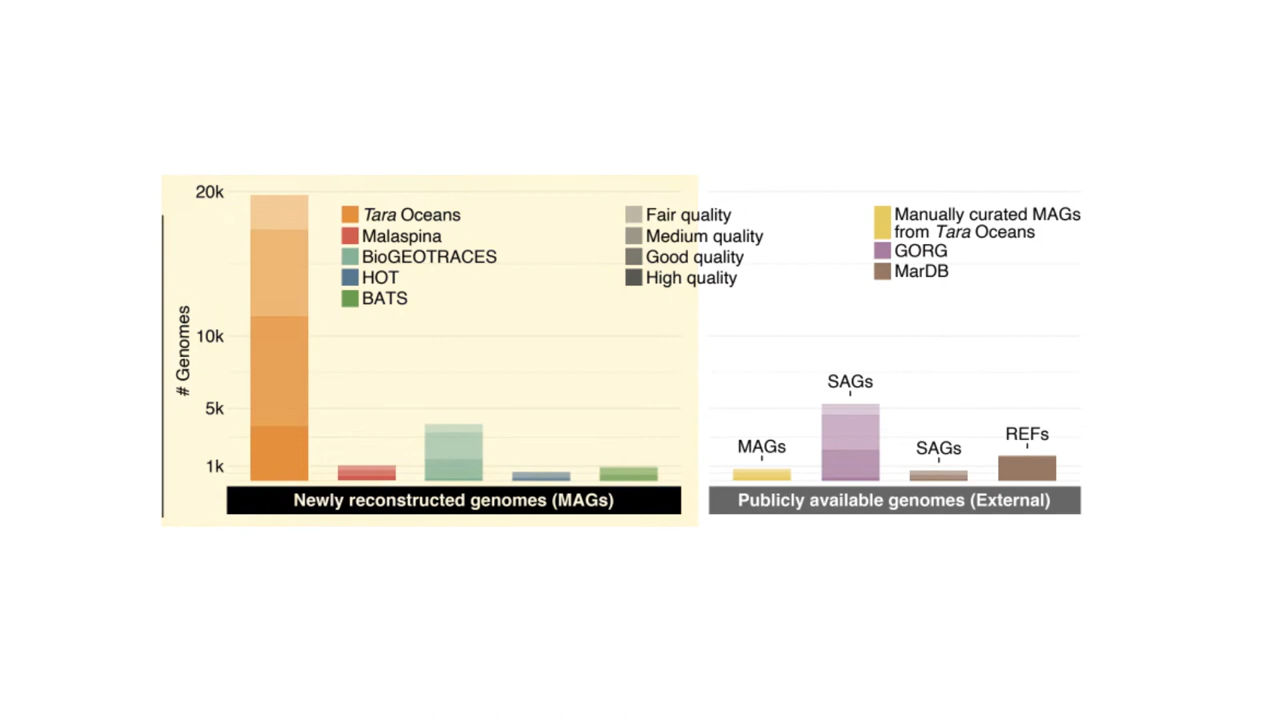 20k
10k
5k
1k
# Genomes
Tara Oceans
Malaspina
BioGEOTRACES
HOT
BATS
Fair quality
Medium quality
Good quality
High quality
Manually curated MAGs
from Tara Oceans
GORG
MarDB
MAGs
SAGs
SAGs
REFs
Newly reconstructed genomes (MAGs)
Publicly available genomes (External)